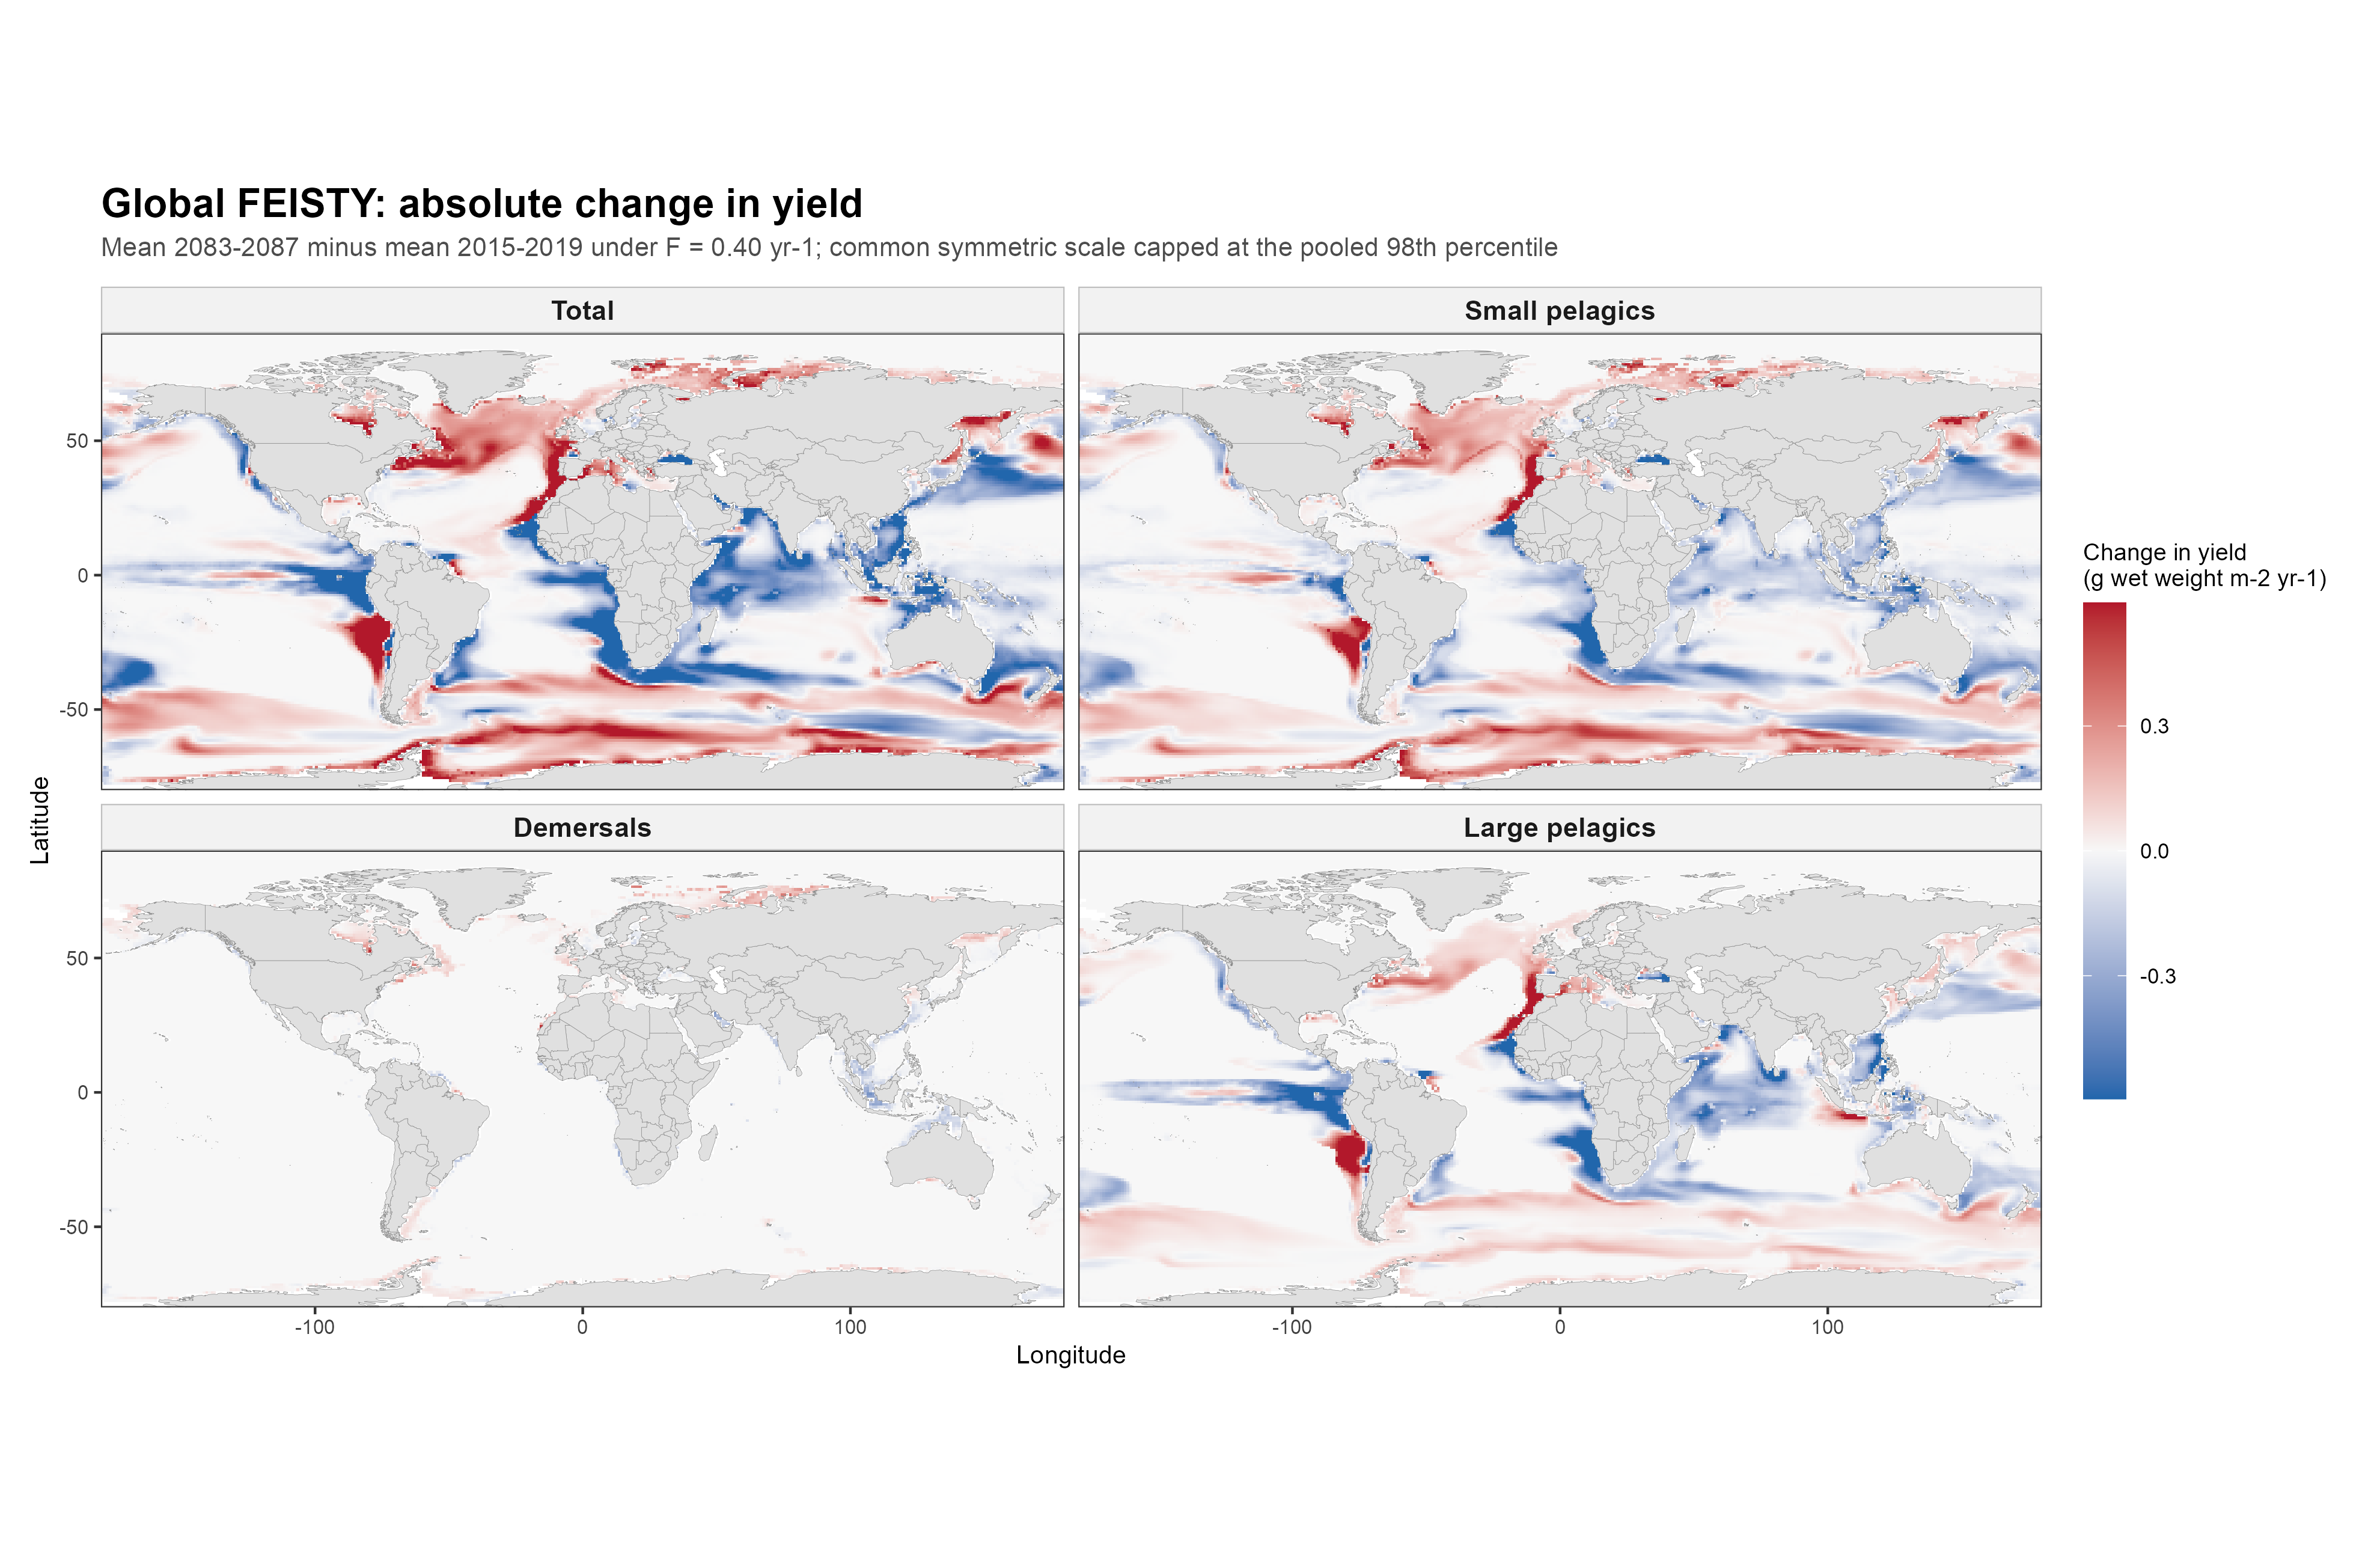 Global FEISTY: absolute change in yield
Mean 2083-2087 minus mean 2015-2019 under F = 0.40 yr-1; common symmetric scale capped at the pooled 98th percentile
Total
Small pelagics
50
0
-50
Demersals
Large pelagics
50
0
-50
-100
0
100
-100
0
100
Longitude
Latitude
Change in yield
(g wet weight m-2 yr-1)
0.3
0.0
-0.3